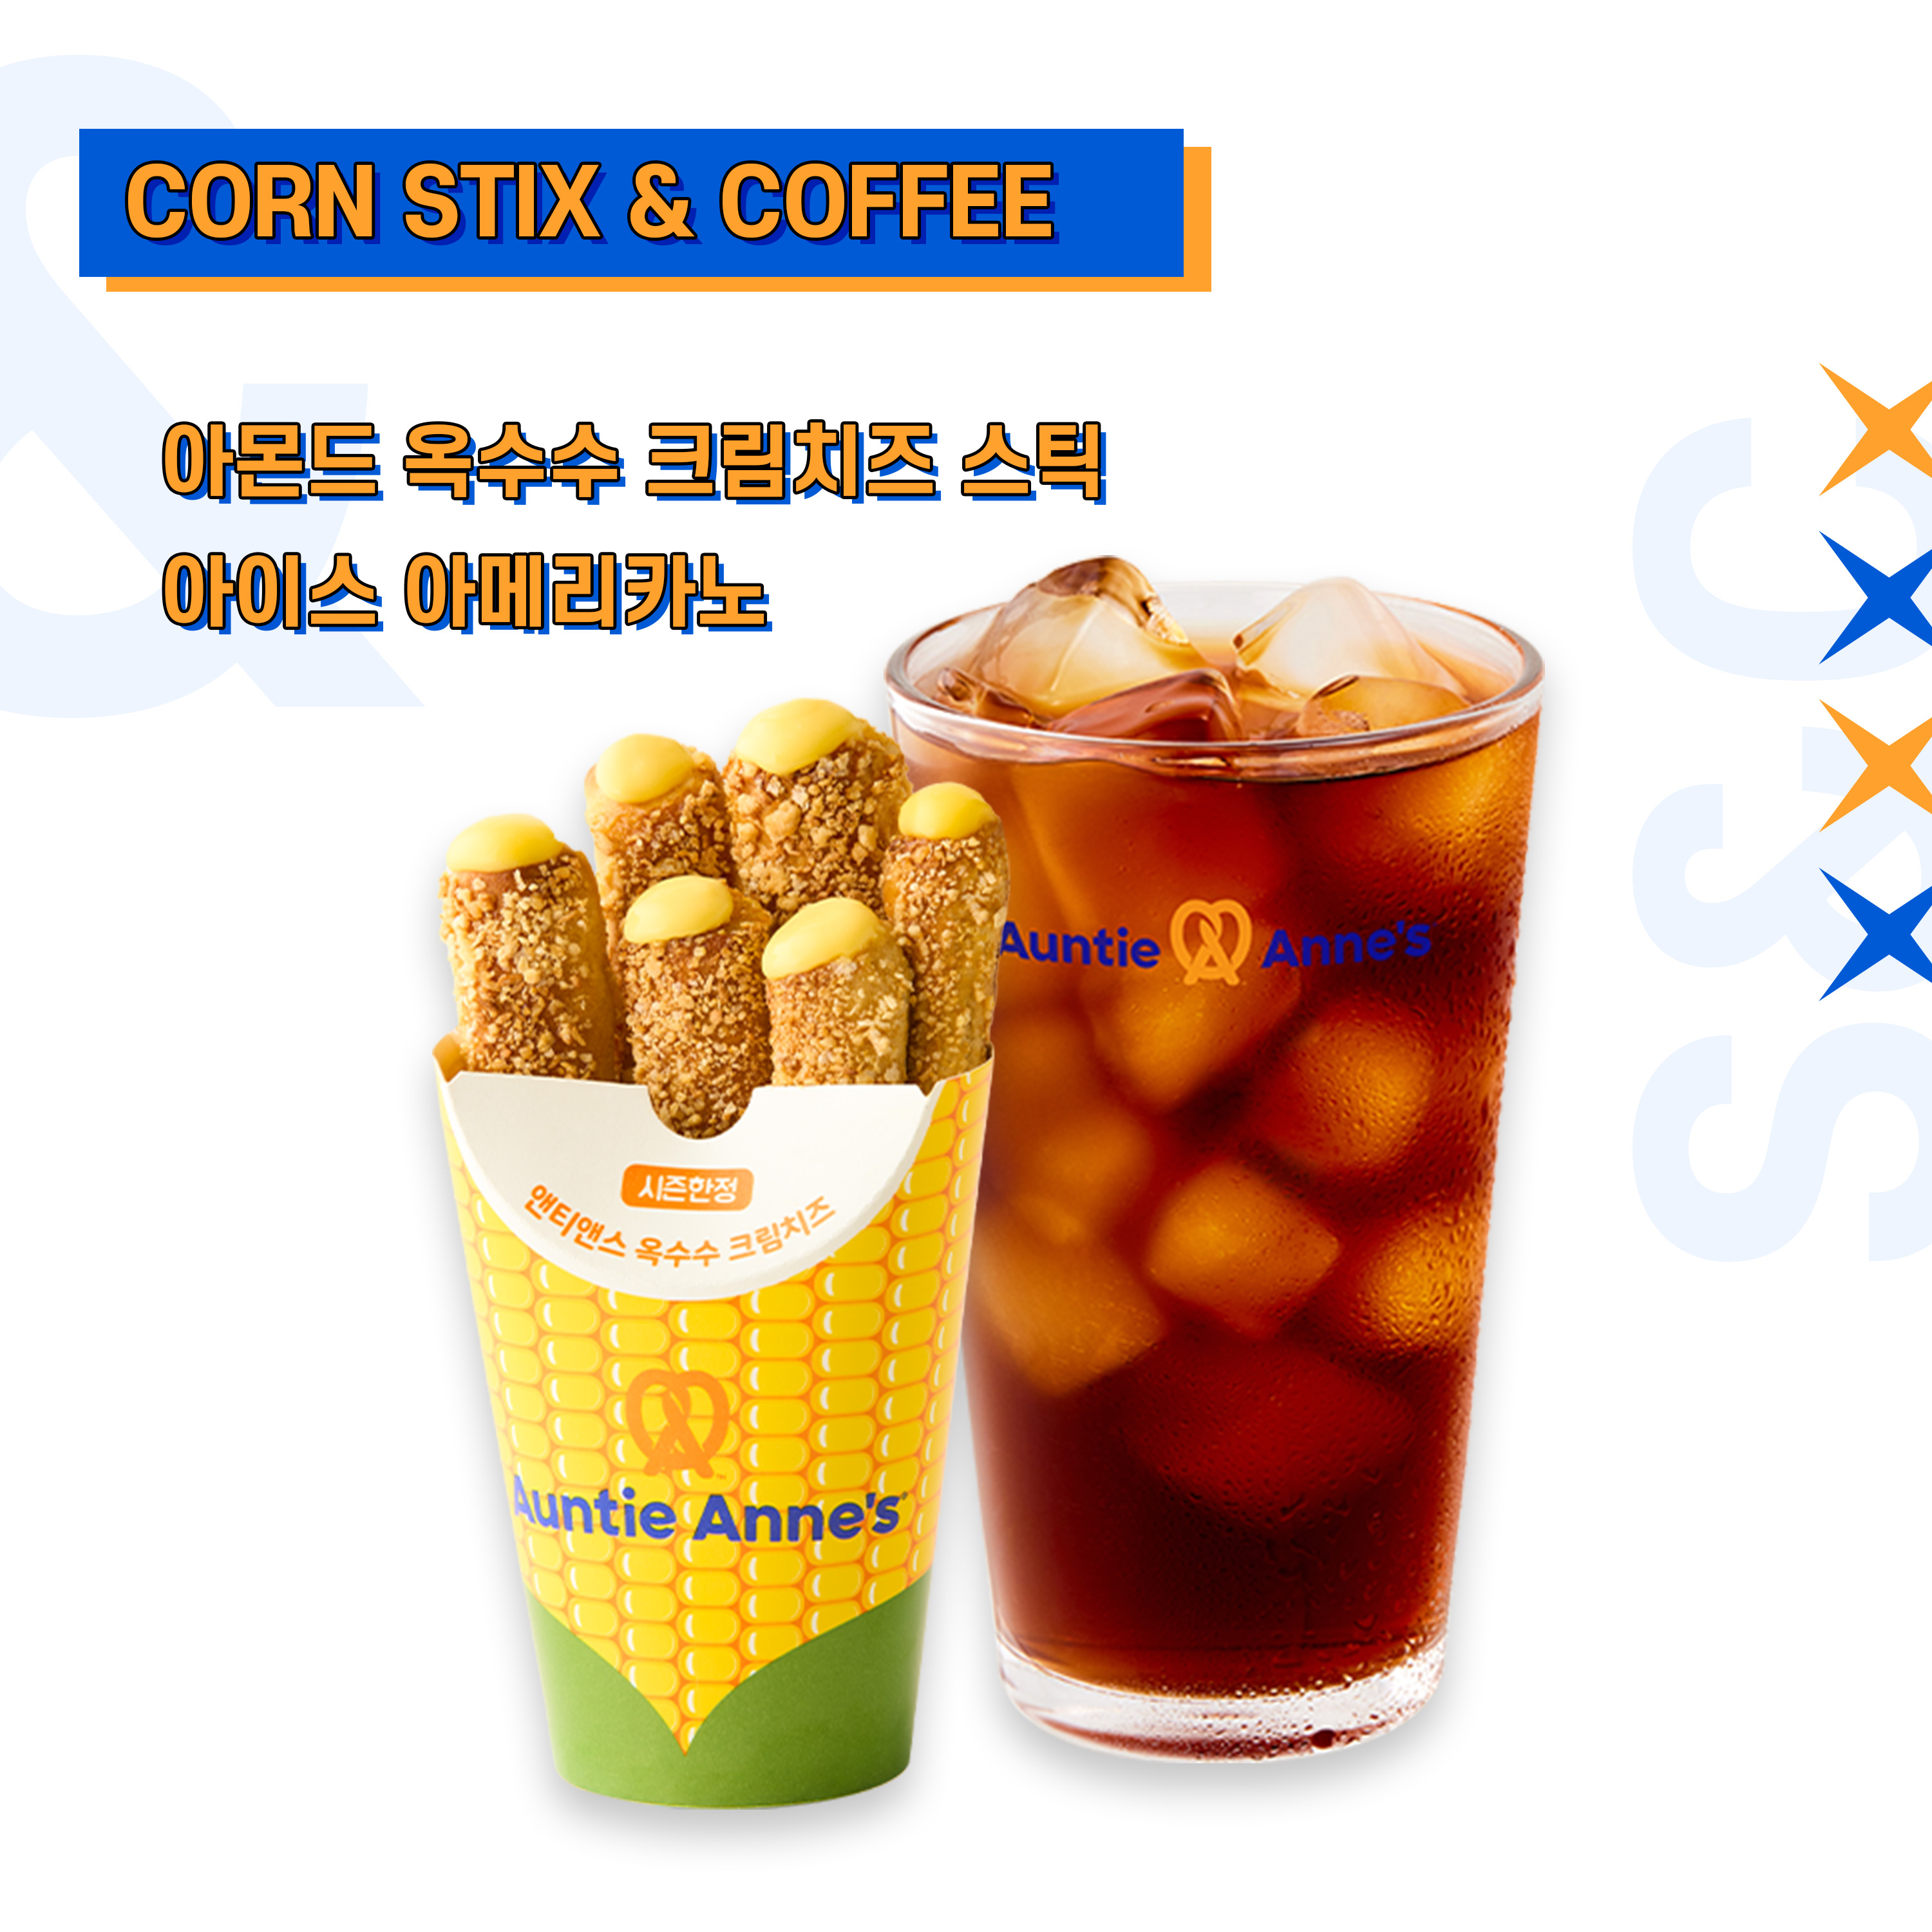 CORN STIX & COFFEE
아몬드 옥수수 크림치즈 스틱
아이스 아메리카노
Auntie Anne's
시즌한정
앤티앤스 옥수수 크림치즈
Auntie Anne's
&
S&C